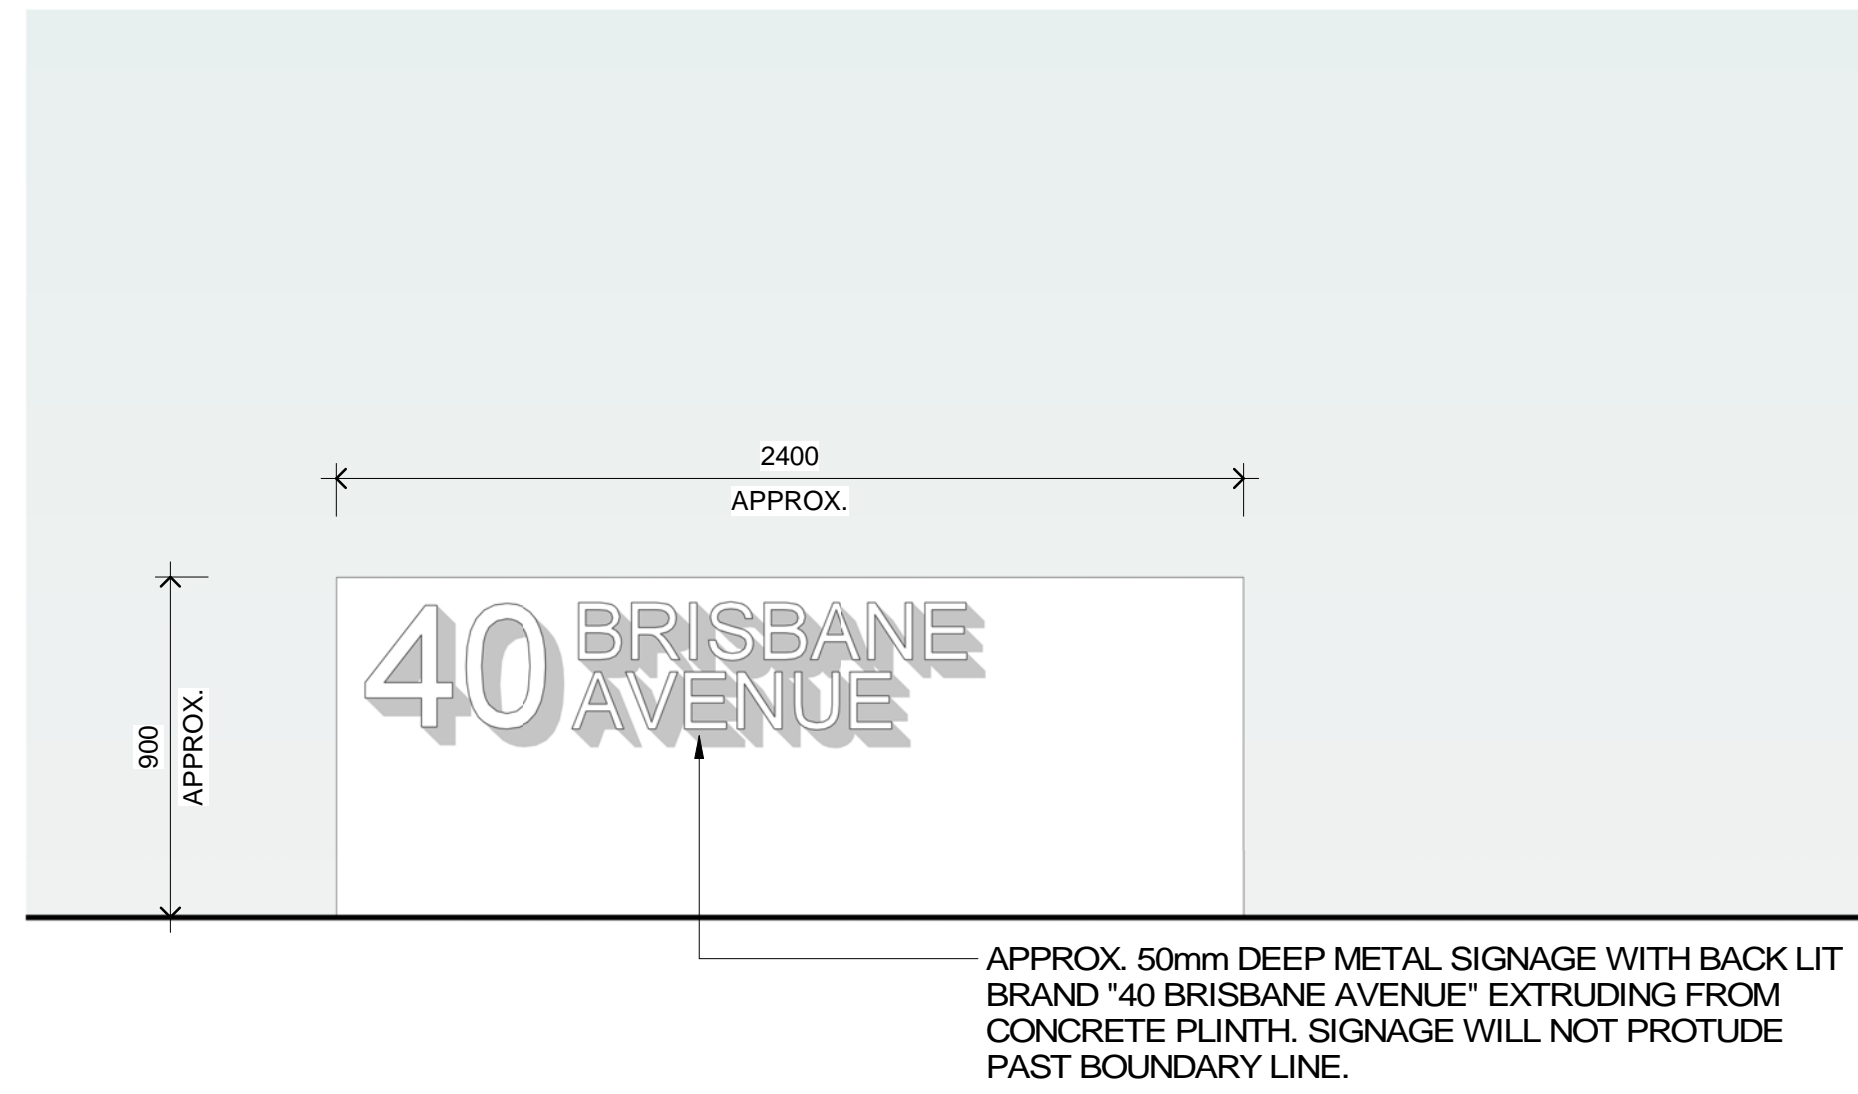 2400
APPROX.
900
APPROX.
40 BRISBANE
AVENUE
APPROX. 50mm DEEP METAL SIGNAGE WITH BACK LIT
BRAND "40 BRISBANE AVENUE" EXTRUDING FROM
CONCRETE PLINTH. SIGNAGE WILL NOT PROTUDE
PAST BOUNDARY LINE.